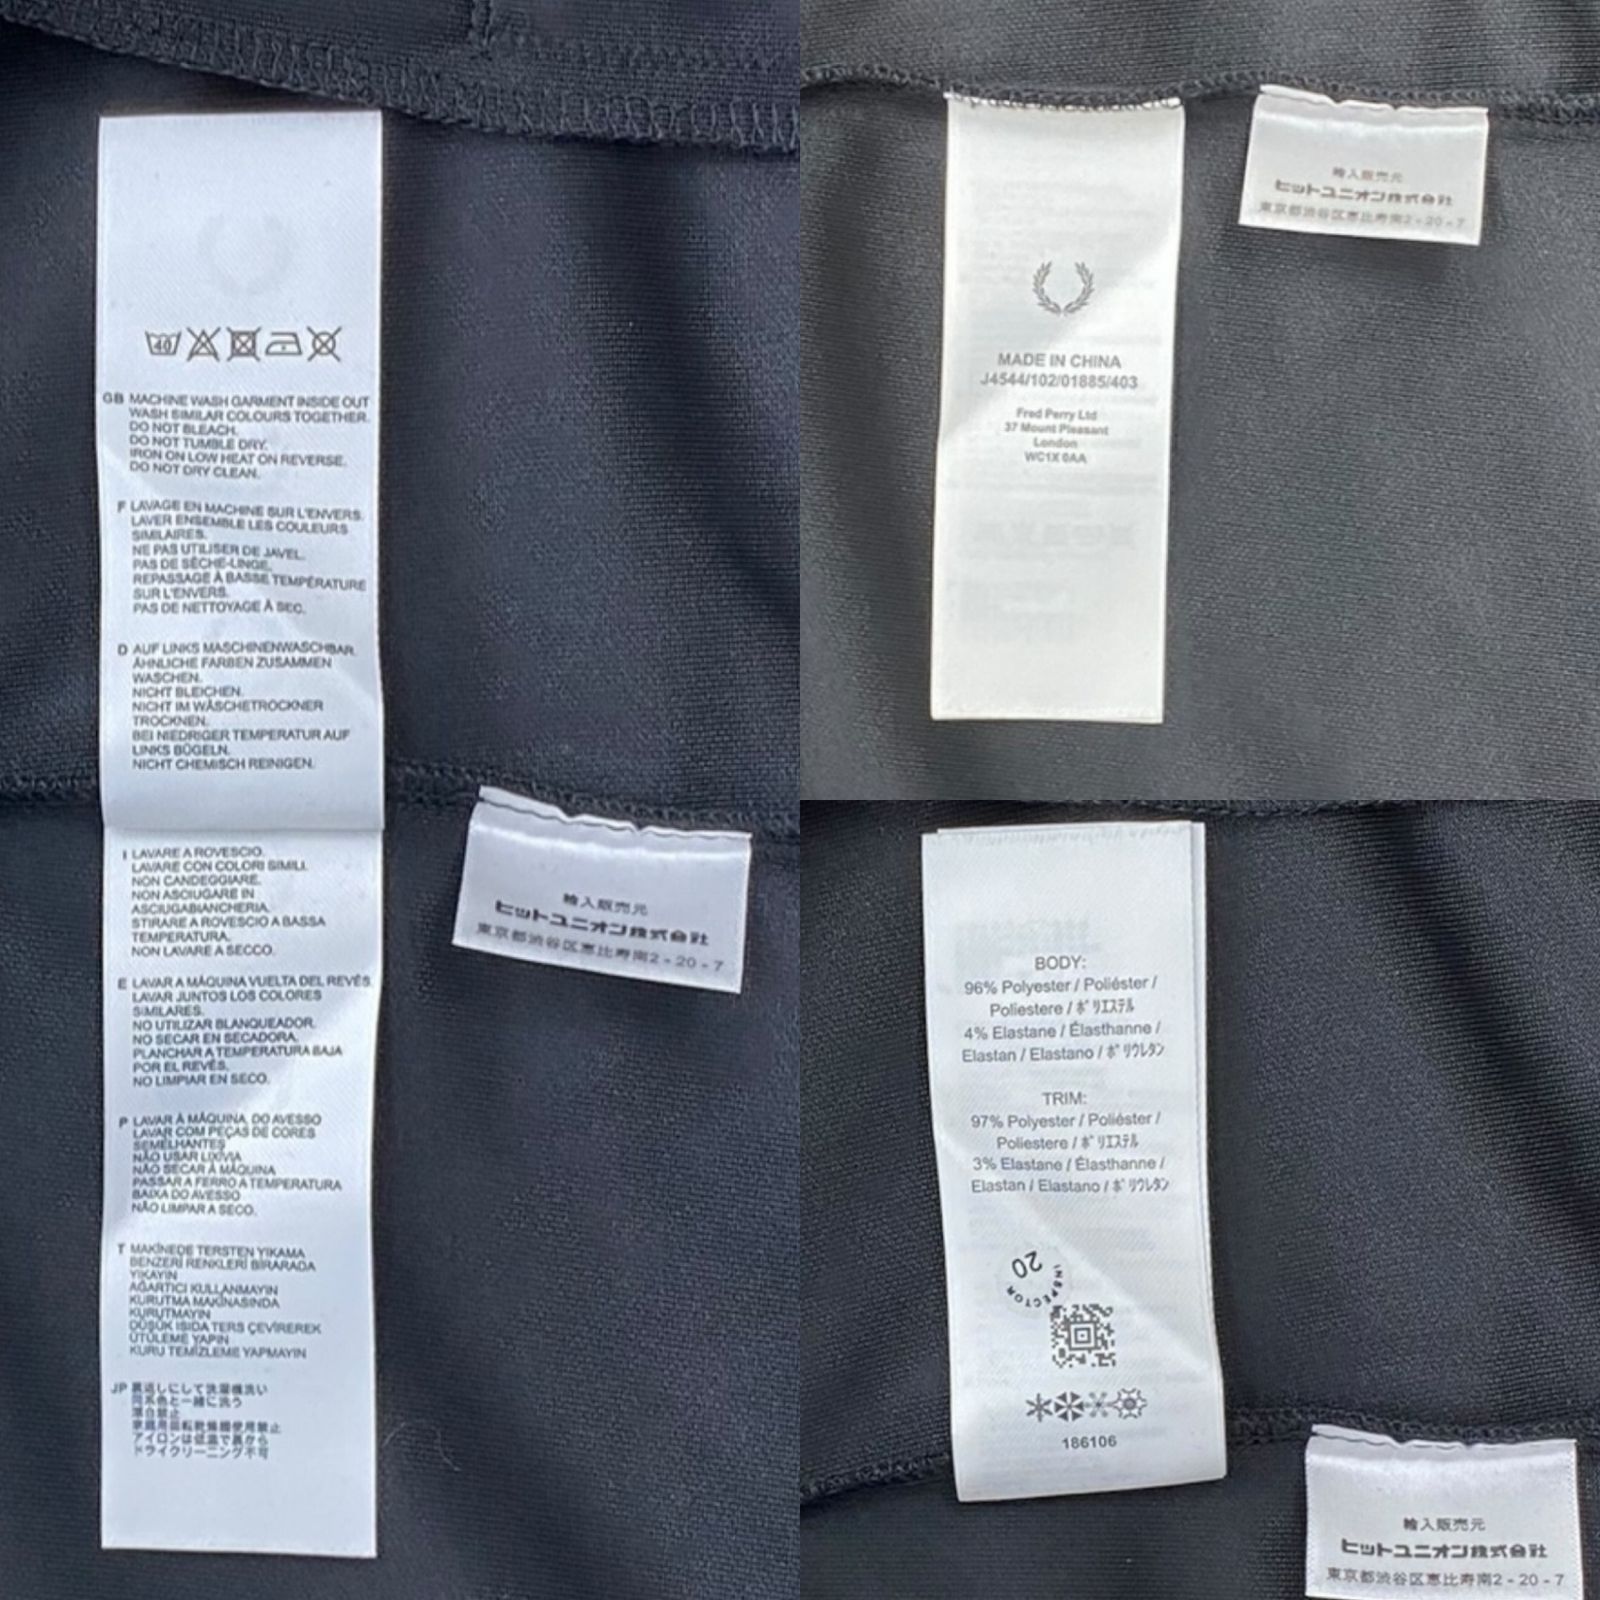 40
GB MACHINE WASH GARMENT INSIDE OUT
WASH SIMILAR COLOURS TOGETHER.
DO NOT BLEACH.
DO NOT TUMBLE DRY.
IRON ON LOW HEAT ON REVERSE.
DO NOT DRY CLEAN.
F LAVAGE EN MACHINE SUR L'ENVERS.
LAVER ENSEMBLE LES COULEURS
SIMILAIRES.
NE PAS UTILISER DE JAVEL.
PAS DE SÈCHE-LINGE.
REPASSAGE À BASSE TEMPÉRATURE
SUR L'ENVERS.
PAS DE NETTOYAGE À SEC.
D AUF LINKS MASCHINENWASCHBAR.
ÄHNLICHE FARBEN ZUSAMMEN
WASCHEN.
NICHT BLEICHEN.
NICHT IM WÄSCHETROCKNER
TROCKNEN.
BEI NIEDRIGER TEMPERATUR AUF
LINKS BÜGELN.
NICHT CHEMISCH REINIGEN.
I LAVARE A ROVESCIO.
LAVARE CON COLORI SIMILI.
NON CANDEGGIARE.
NON ASCIUGARE IN
ASCIUGABIANCHERIA.
STIRARE A ROVESCIO A BASSA
TEMPERATURA.
NON LAVARE A SECCO.
E LAVAR A MÁQUINA VUELTA DEL REVÉS
LAVAR JUNTOS LOS COLORES
SIMILARES.
NO UTILIZAR BLANQUEADOR.
NO SECAR EN SECADORA.
PLANCHAR A TEMPERATURA BAJA
POR EL REVÉS.
NO LIMPIAR EN SECO.
P LAVAR À MÁQUINA, DO AVESSO
LAVAR COM PEÇAS DE CORES
SEMELHANTES
NÃO USAR LIXÍVIA
NÃO SECAR À MÁQUINA
PASSAR A FERRO A TEMPERATURA
BAIXA DO AVESSO
NÃO LIMPAR A SECO.
T MAKİNEDE TERSTEN YIKAMA
BENZERİ RENKLERİ BİRARADA
YIKAYIN
AĞARTICI KULLANMAYIN
KURUTMA MAKİNASINDA
KURUTMAYIN
DÜŞÜK ISIDA TERS ÇEVİREREK
ÜTÜLEME YAPIN
KURU TEMİZLEME YAPMAYIN
JP 裏返しにして洗濯機洗い
同系色と一緒に洗う
漂白禁止
家庭用回転乾燥機使用禁止
アイロンは低温で裏から
ドライクリーニング不可
輸入販売元
ヒットユニオン株式会社
東京都渋谷区恵比寿南2-20-7
MADE IN CHINA
J4544/102/01885/403
Fred Perry Ltd
37 Mount Pleasant
London
WC1X 0AA
輸入販売元
ヒットユニオン株式会社
東京都渋谷区恵比寿南2-20-7
BODY:
96% Polyester / Poliéster /
Poliestere / ﾎﾟﾘｴｽﾃﾙ
4% Elastane / Élasthanne /
Elastan / Elastano / ﾎﾟﾘｳﾚﾀﾝ
TRIM:
97% Polyester / Poliéster /
Poliestere / ﾎﾟﾘｴｽﾃﾙ
3% Elastane / Élasthanne /
Elastan / Elastano / ﾎﾟﾘｳﾚﾀﾝ
20
INSPECTOR
186106
輸入販売元
ヒットユニオン株式会社
東京都渋谷区恵比寿南2-20-7